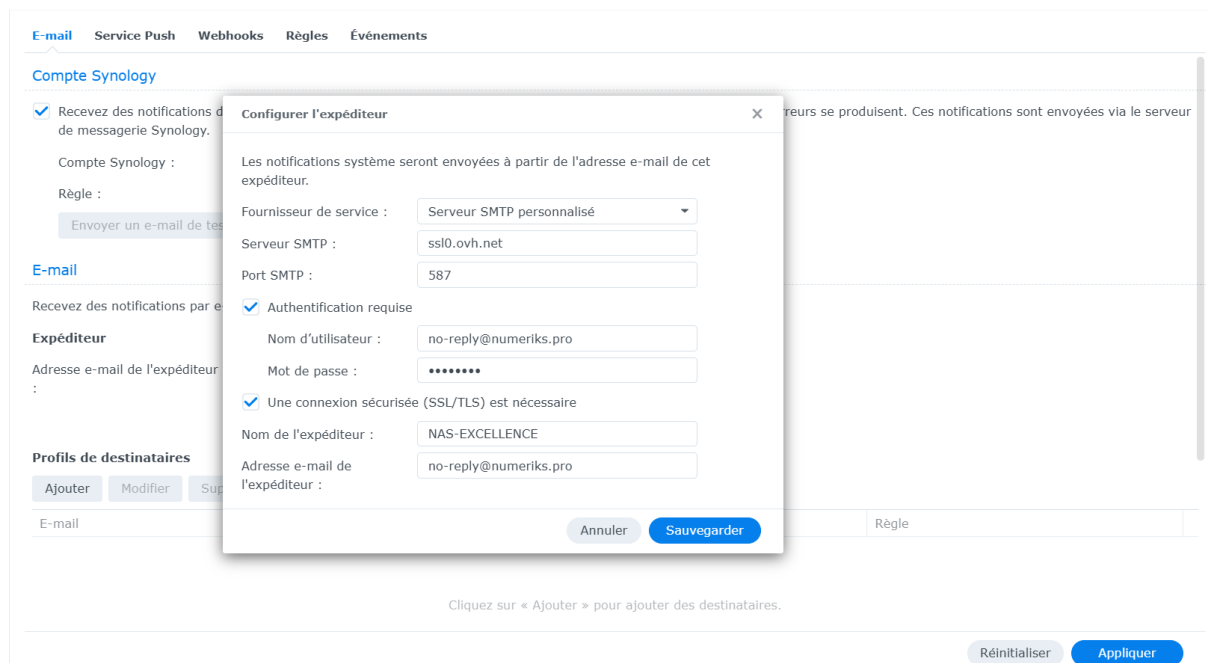 E-mail Service Push Webhooks Règles Événements
Compte Synology
Recevez des notifications d
reurs se produisent. Ces notifications sont envoyées via le serveur
de messagerie Synology.
Compte Synology :
Règle :
Envoyer un e-mail de tes
E-mail
Recevez des notifications par e
Expéditeur
Adresse e-mail de l'expéditeur
:
Profils de destinataires
Ajouter Modifier Sup
E-mail Règle
Cliquez sur « Ajouter » pour ajouter des destinataires.
Réinitialiser Appliquer
Configurer l'expéditeur
Les notifications système seront envoyées à partir de l'adresse e-mail de cet
expéditeur.
Fournisseur de service : Serveur SMTP personnalisé
Serveur SMTP : ssl0.ovh.net
Port SMTP : 587
Authentification requise
Nom d’utilisateur : no-reply@numeriks.pro
Mot de passe : ••••••••
Une connexion sécurisée (SSL/TLS) est nécessaire
Nom de l'expéditeur : NAS-EXCELLENCE
Adresse e-mail de
l'expéditeur :
no-reply@numeriks.pro
Annuler Sauvegarder